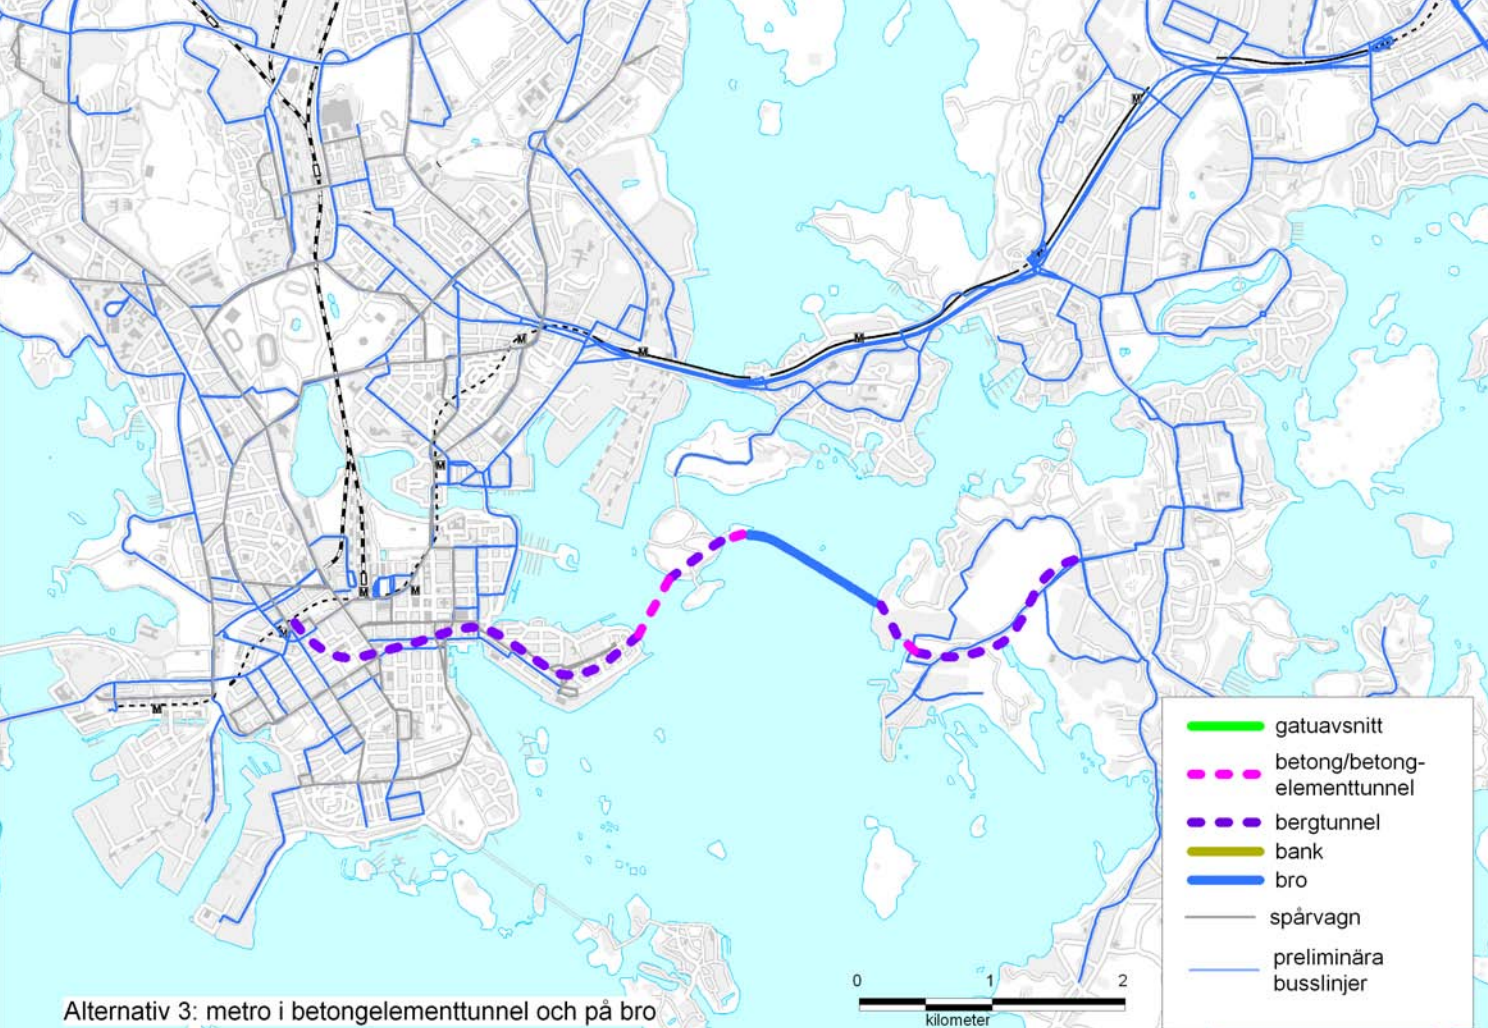 M
M
M
M
M
M
M
M
M
M
gatuavsnitt
betong/betong-
elementtunnel
bergtunnel
bank
bro
spårvagn
preliminära
busslinjer
0 1 2
kilometer
Alternativ 3: metro i betongelementtunnel och på bro